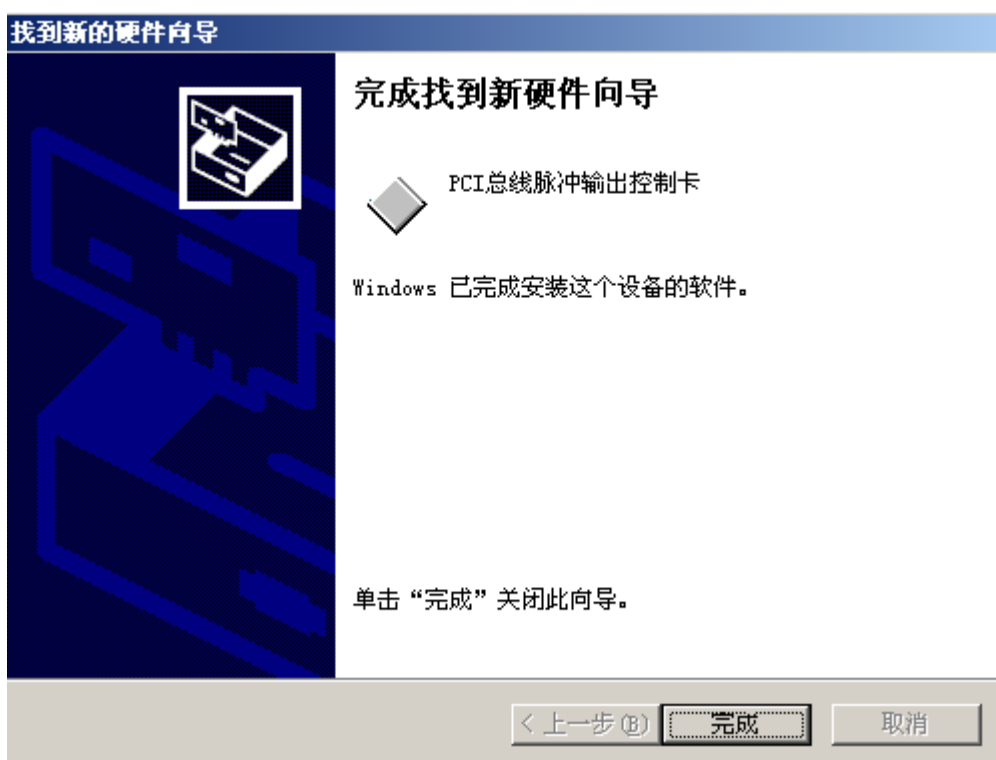 找到新的硬件向导
完成找到新硬件向导
PCI总线脉冲输出控制卡
Windows 已完成安装这个设备的软件。
单击“完成”关闭此向导。
< 上一步(B)
完成
取消